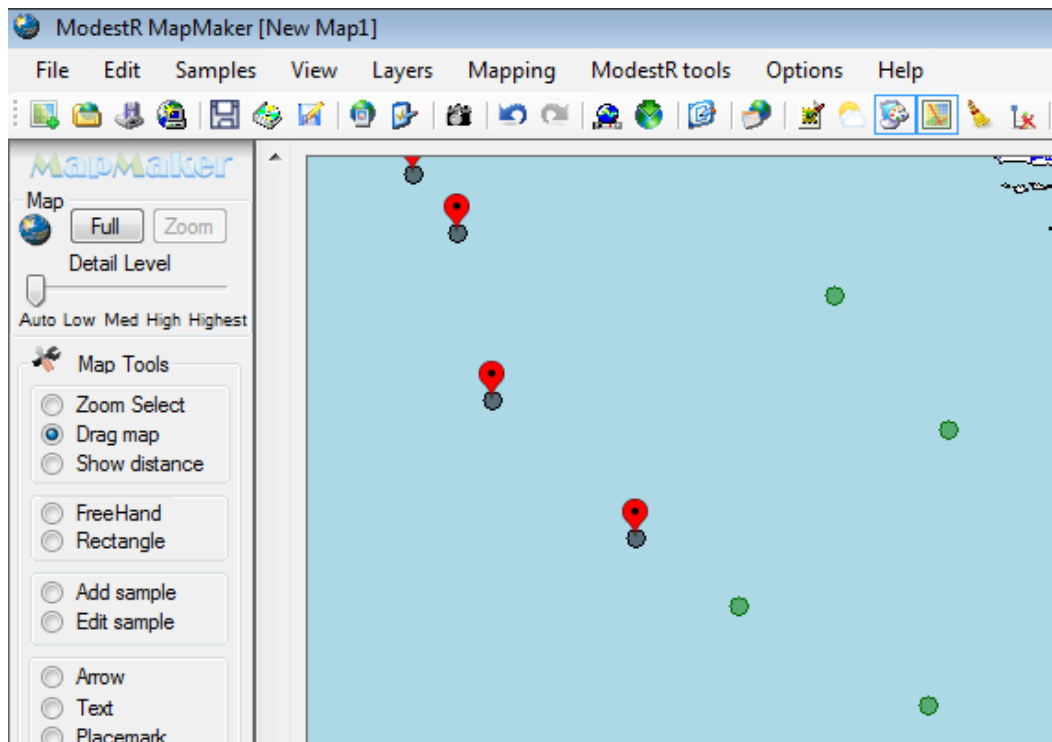 ModestR MapMaker [New Map1]
File Edit Samples View Layers Mapping ModestR tools Options Help
MapMaker
Map
Full Zoom
Detail Level
Auto Low Med High Highest
Map Tools
Zoom Select
Drag map
Show distance
FreeHand
Rectangle
Add sample
Edit sample
Arrow
Text
Placemark